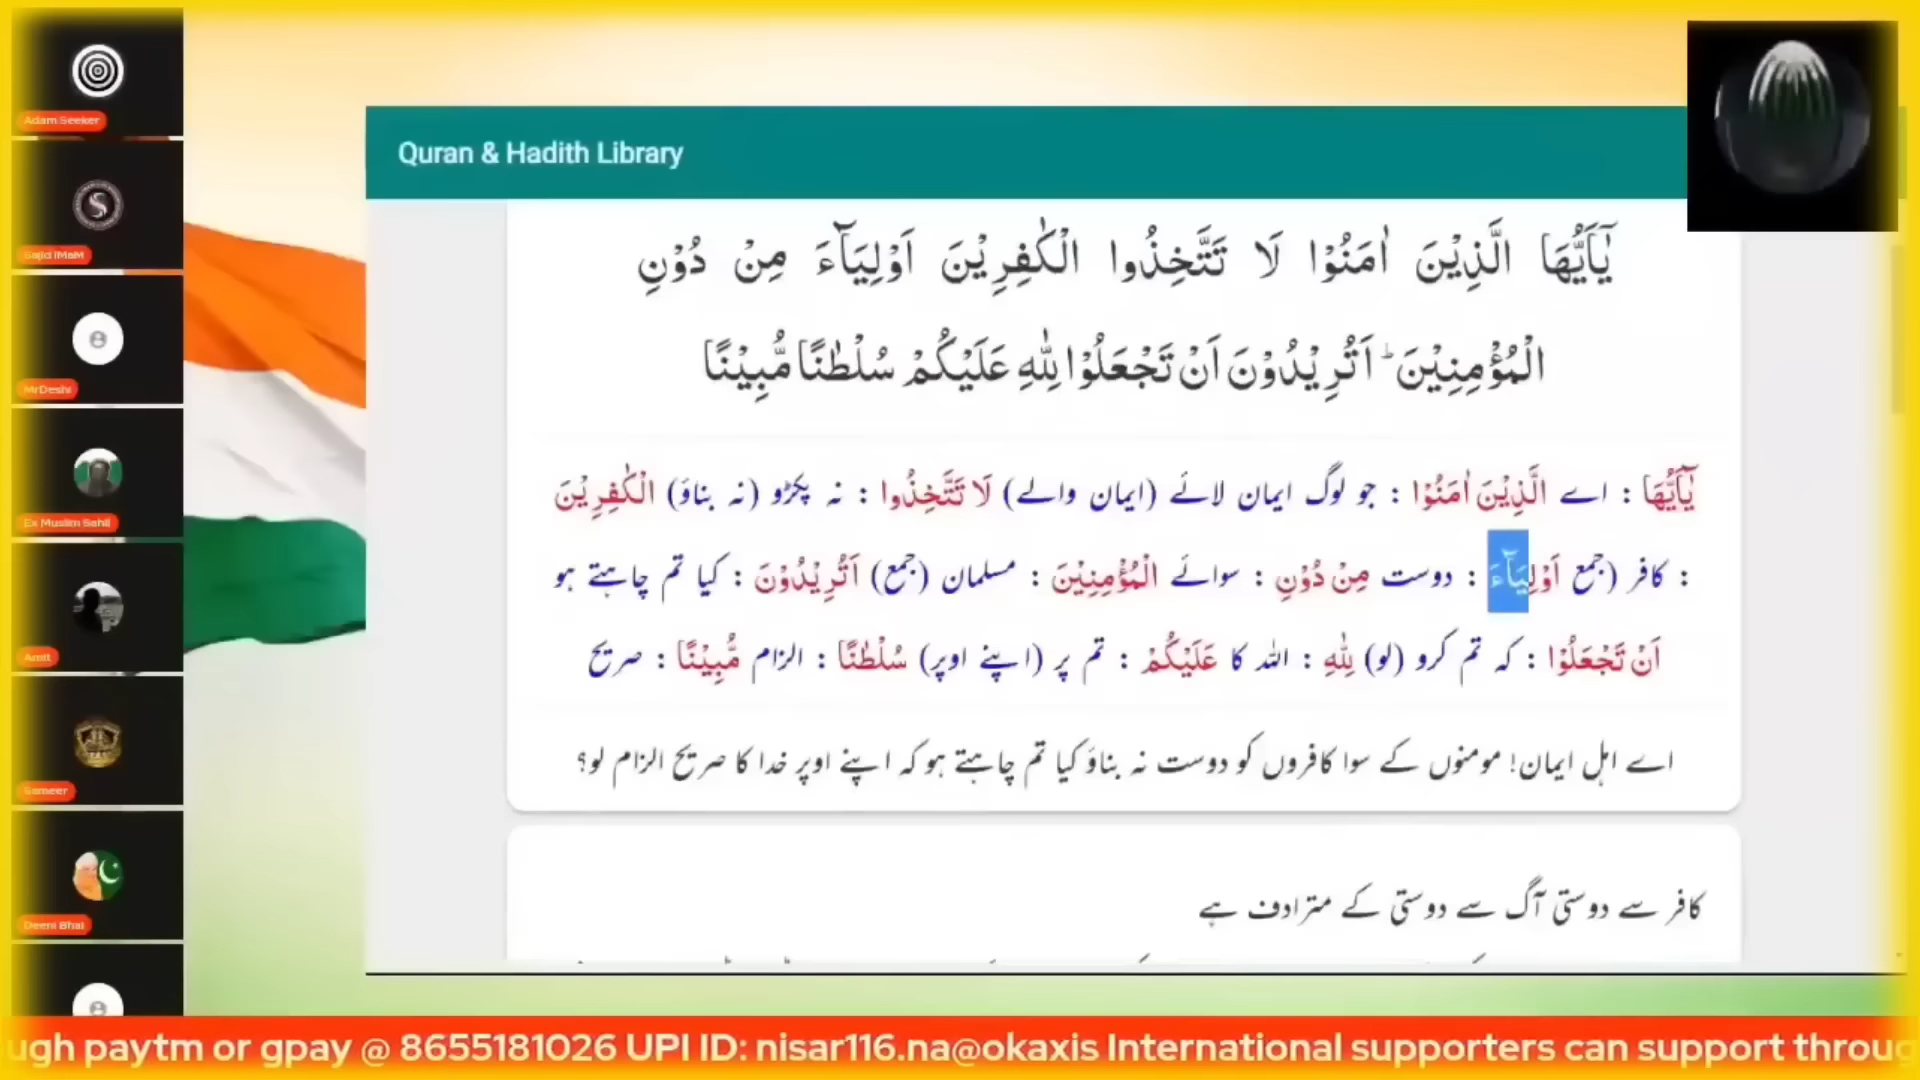 Adam Seeker
Sajid IMaM
MrDeshi
Ex Muslim Sahil
Amit
Sameer
Deeni Bhai
Quran & Hadith Library
يٰٓاَيُّهَا الَّذِيْنَ اٰمَنُوْا لَا تَتَّخِذُوا الْكٰفِرِيْنَ اَوْلِيَآءَ مِنْ دُوْنِ
الْمُؤْمِنِيْنَ ؕ اَتُرِيْدُوْنَ اَنْ تَجْعَلُوْا لِلّٰهِ عَلَيْكُمْ سُلْطٰنًا مُّبِيْنًا
يٰٓاَيُّھَا : اے الَّذِيْنَ اٰمَنُوْا : جو لوگ ایمان لائے (ایمان والے) لَا تَتَّخِذُوا : نہ پکڑو (نہ بناؤ) الْكٰفِرِيْنَ
: کافر (جمع اَوْلِيَآءَ : دوست مِنْ دُوْنِ : سوائے الْمُؤْمِنِيْنَ : مسلمان (جمع) اَتُرِيْدُوْنَ : کیا تم چاہتے ہو
اَنْ تَجْعَلُوْا : کہ تم کرو (لو) لِلّٰهِ : اللہ کا عَلَيْكُمْ : تم پر (اپنے اوپر) سُلْطٰنًا : الزام مُّبِيْنًا : صریح
اے اہل ایمان! مومنوں کے سوا کافروں کو دوست نہ بناؤ کیا تم چاہتے ہو کہ اپنے اوپر خدا کا صریح الزام لو؟
کافر سے دوستی آگ سے دوستی کے مترادف ہے
ugh paytm or gpay @ 8655181026 UPI ID: nisar116.na@okaxis International supporters can support throug